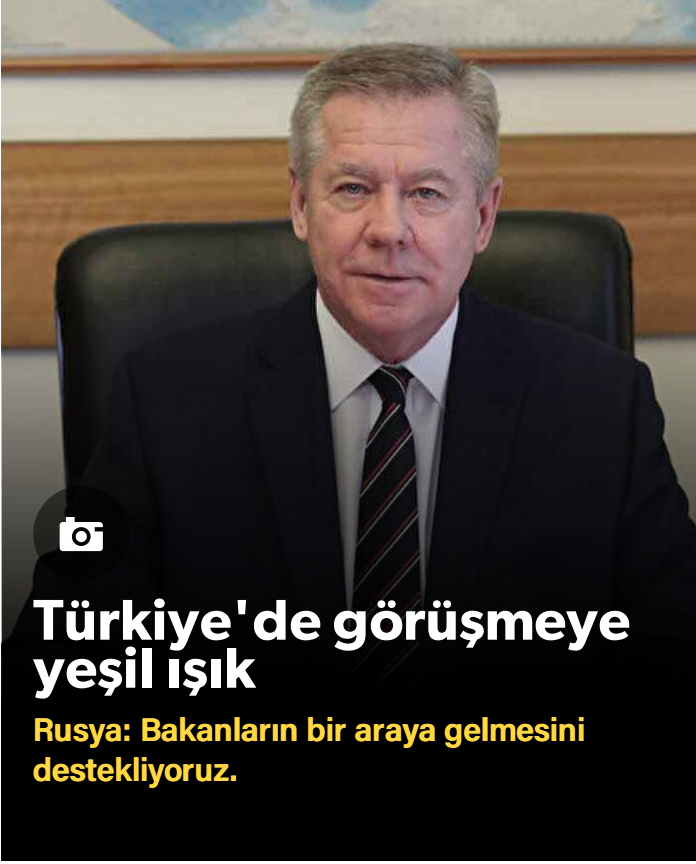 Türkiye'de görüşmeye
yeşil ışık
Rusya: Bakanların bir araya gelmesini
destekliyoruz.